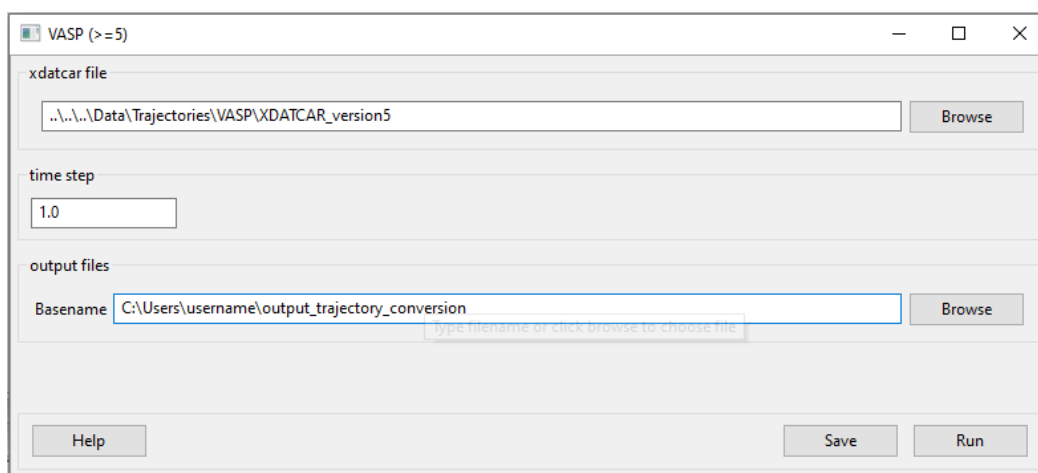 VASP (>=5)
xdatcar file
..\..\..\Data\Trajectories\VASP\XDATCAR_version5
Browse
time step
1.0
output files
Basename C:\Users\username\output_trajectory_conversion
Browse
Type filename or click browse to choose file
Help
Save
Run